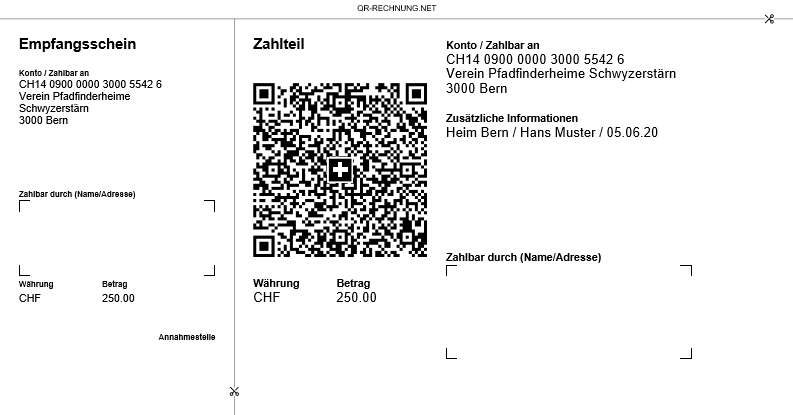 QR-RECHNUNG.NET
Empfangsschein
Konto / Zahlbar an
CH14 0900 0000 3000 5542 6
Verein Pfadfinderheime
Schwyzerstärn
3000 Bern
Zahlbar durch (Name/Adresse)
Währung Betrag
CHF 250.00
Annahmestelle
Zahlteil
Währung Betrag
CHF 250.00
Konto / Zahlbar an
CH14 0900 0000 3000 5542 6
Verein Pfadfinderheime Schwyzerstärn
3000 Bern
Zusätzliche Informationen
Heim Bern / Hans Muster / 05.06.20
Zahlbar durch (Name/Adresse)